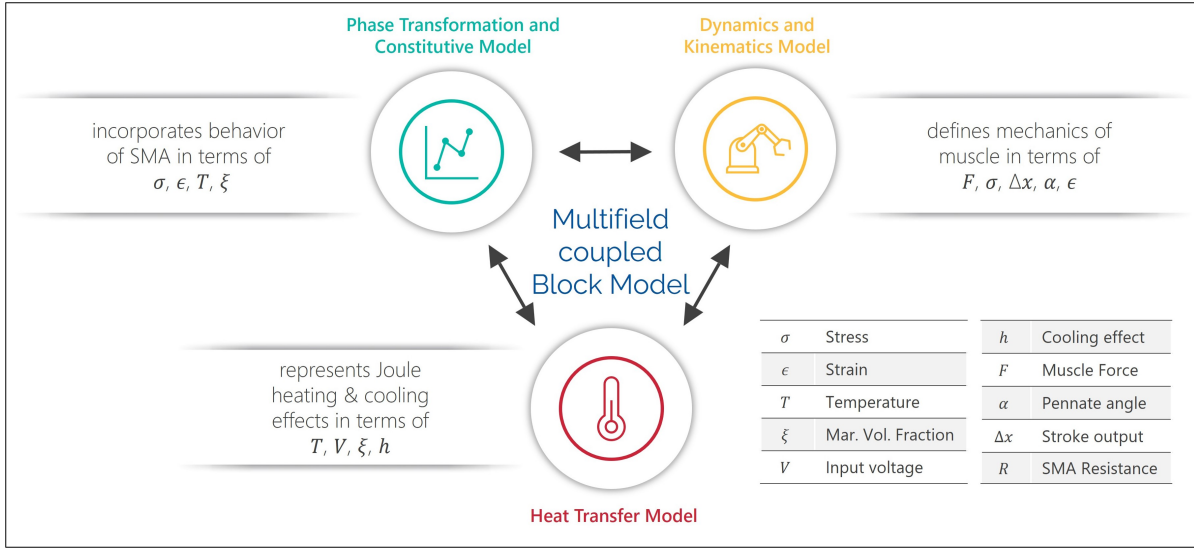 Phase Transformation and
Constitutive Model
Dynamics and
Kinematics Model
incorporates behavior
of SMA in terms of
σ, ϵ, T, ξ
defines mechanics of
muscle in terms of
F, σ, Δx, α, ϵ
Multifield
coupled
Block Model
represents Joule
heating & cooling
effects in terms of
T, V, ξ, h
Heat Transfer Model
σ Stress
ϵ Strain
T Temperature
ξ Mar. Vol. Fraction
V Input voltage
h Cooling effect
F Muscle Force
α Pennate angle
Δx Stroke output
R SMA Resistance